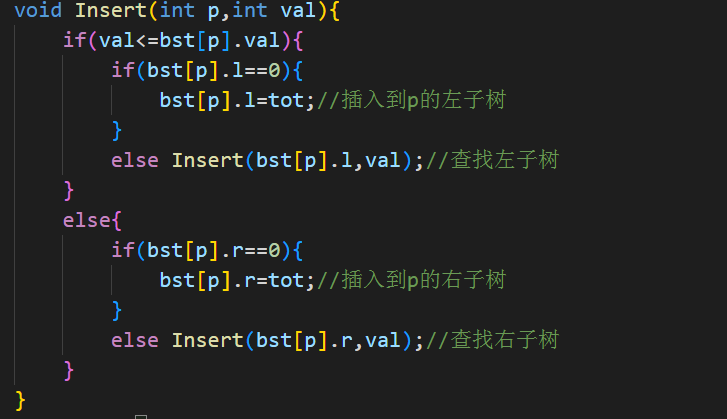 void Insert(int p,int val){
    if(val<=bst[p].val){
        if(bst[p].l==0){
            bst[p].l=tot;//插入到p的左子树
        }
        else Insert(bst[p].l,val);//查找左子树
    }
    else{
        if(bst[p].r==0){
            bst[p].r=tot;//插入到p的右子树
        }
        else Insert(bst[p].r,val);//查找右子树
    }
}